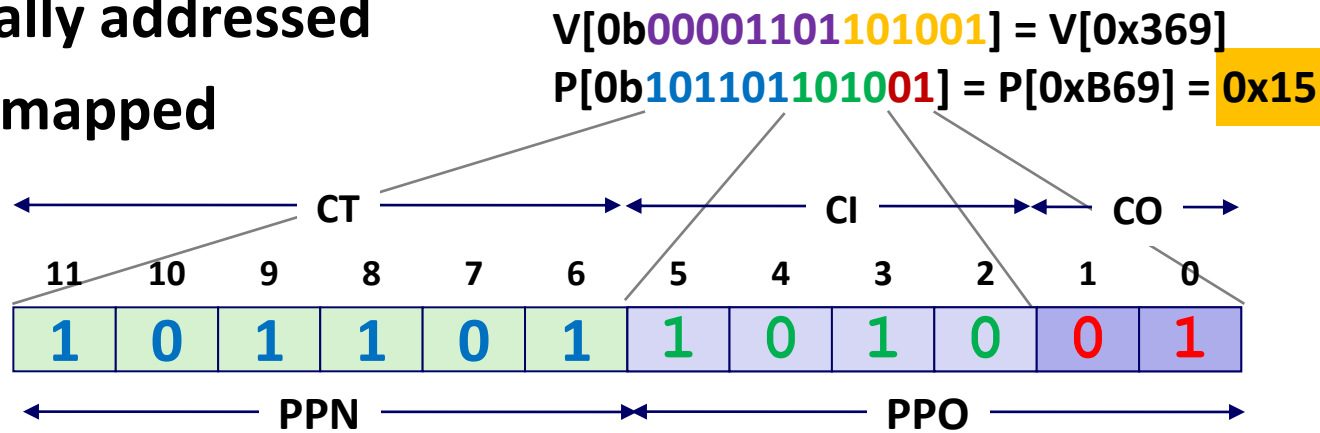 ally addressed
mapped
V[0b00001101101001] = V[0x369]
P[0b101101101001] = P[0xB69] = 0x15
CT CI CO
11 10 9 8 7 6 5 4 3 2 1 0
1 0 1 1 0 1 1 0 1 0 0 1
PPN PPO